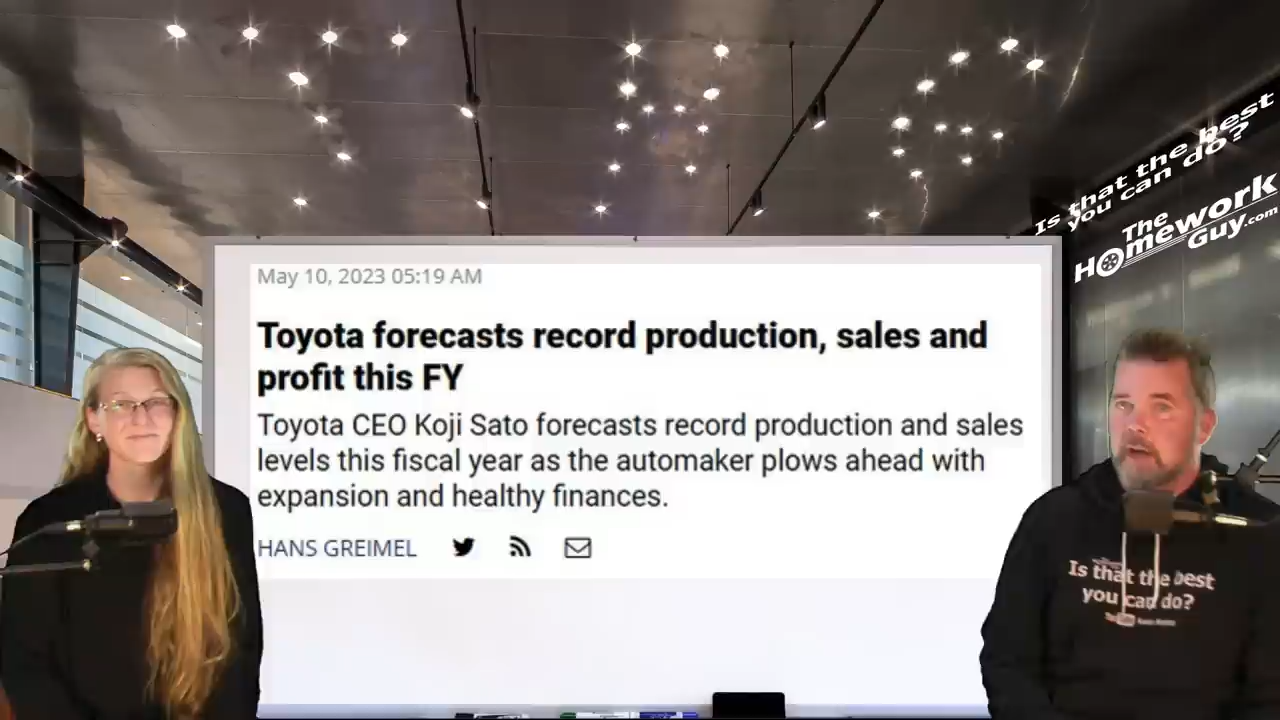 Is that the best
you can do?
The
Homework
Guy.com
May 10, 2023 05:19 AM
Toyota forecasts record production, sales and
profit this FY
Toyota CEO Koji Sato forecasts record production and sales
levels this fiscal year as the automaker plows ahead with
expansion and healthy finances.
HANS GREIMEL
Is that the best
you can do?